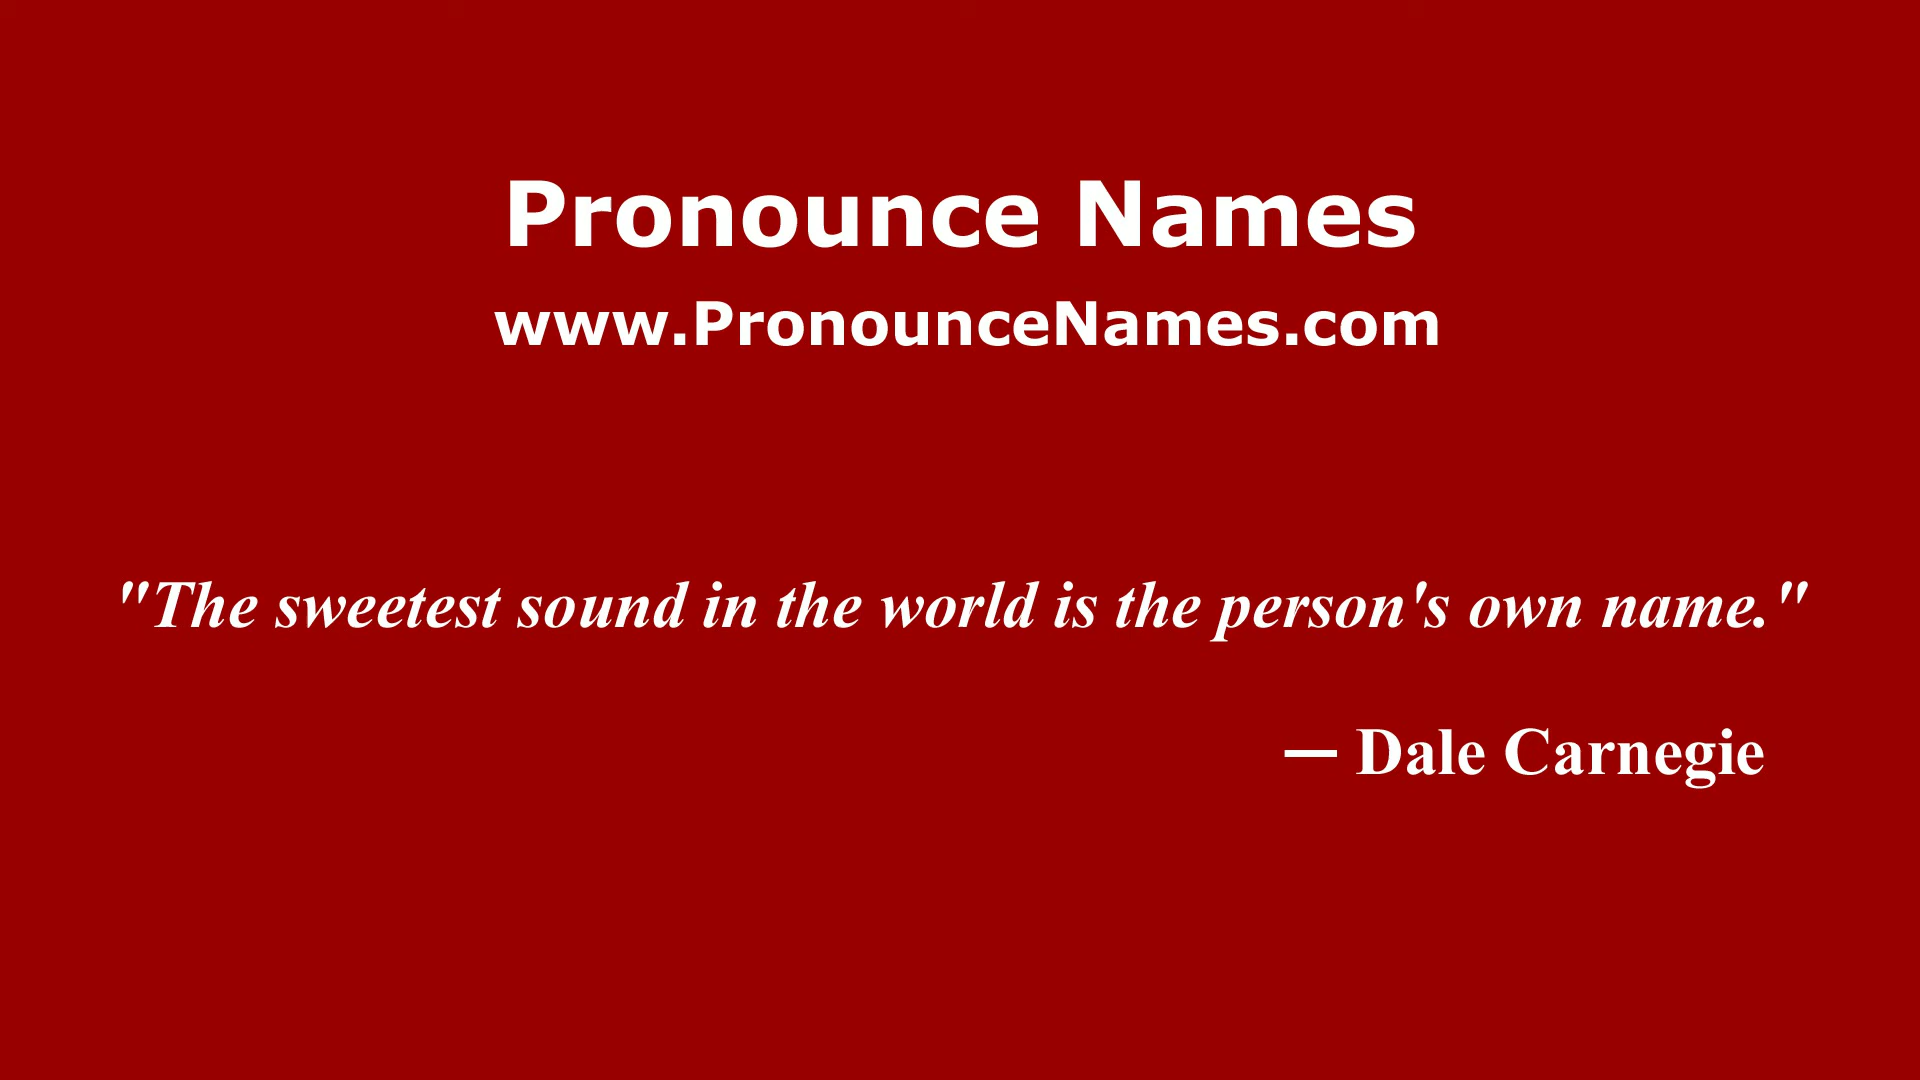 Pronounce Names
www.PronounceNames.com
"The sweetest sound in the world is the person's own name."
— Dale Carnegie